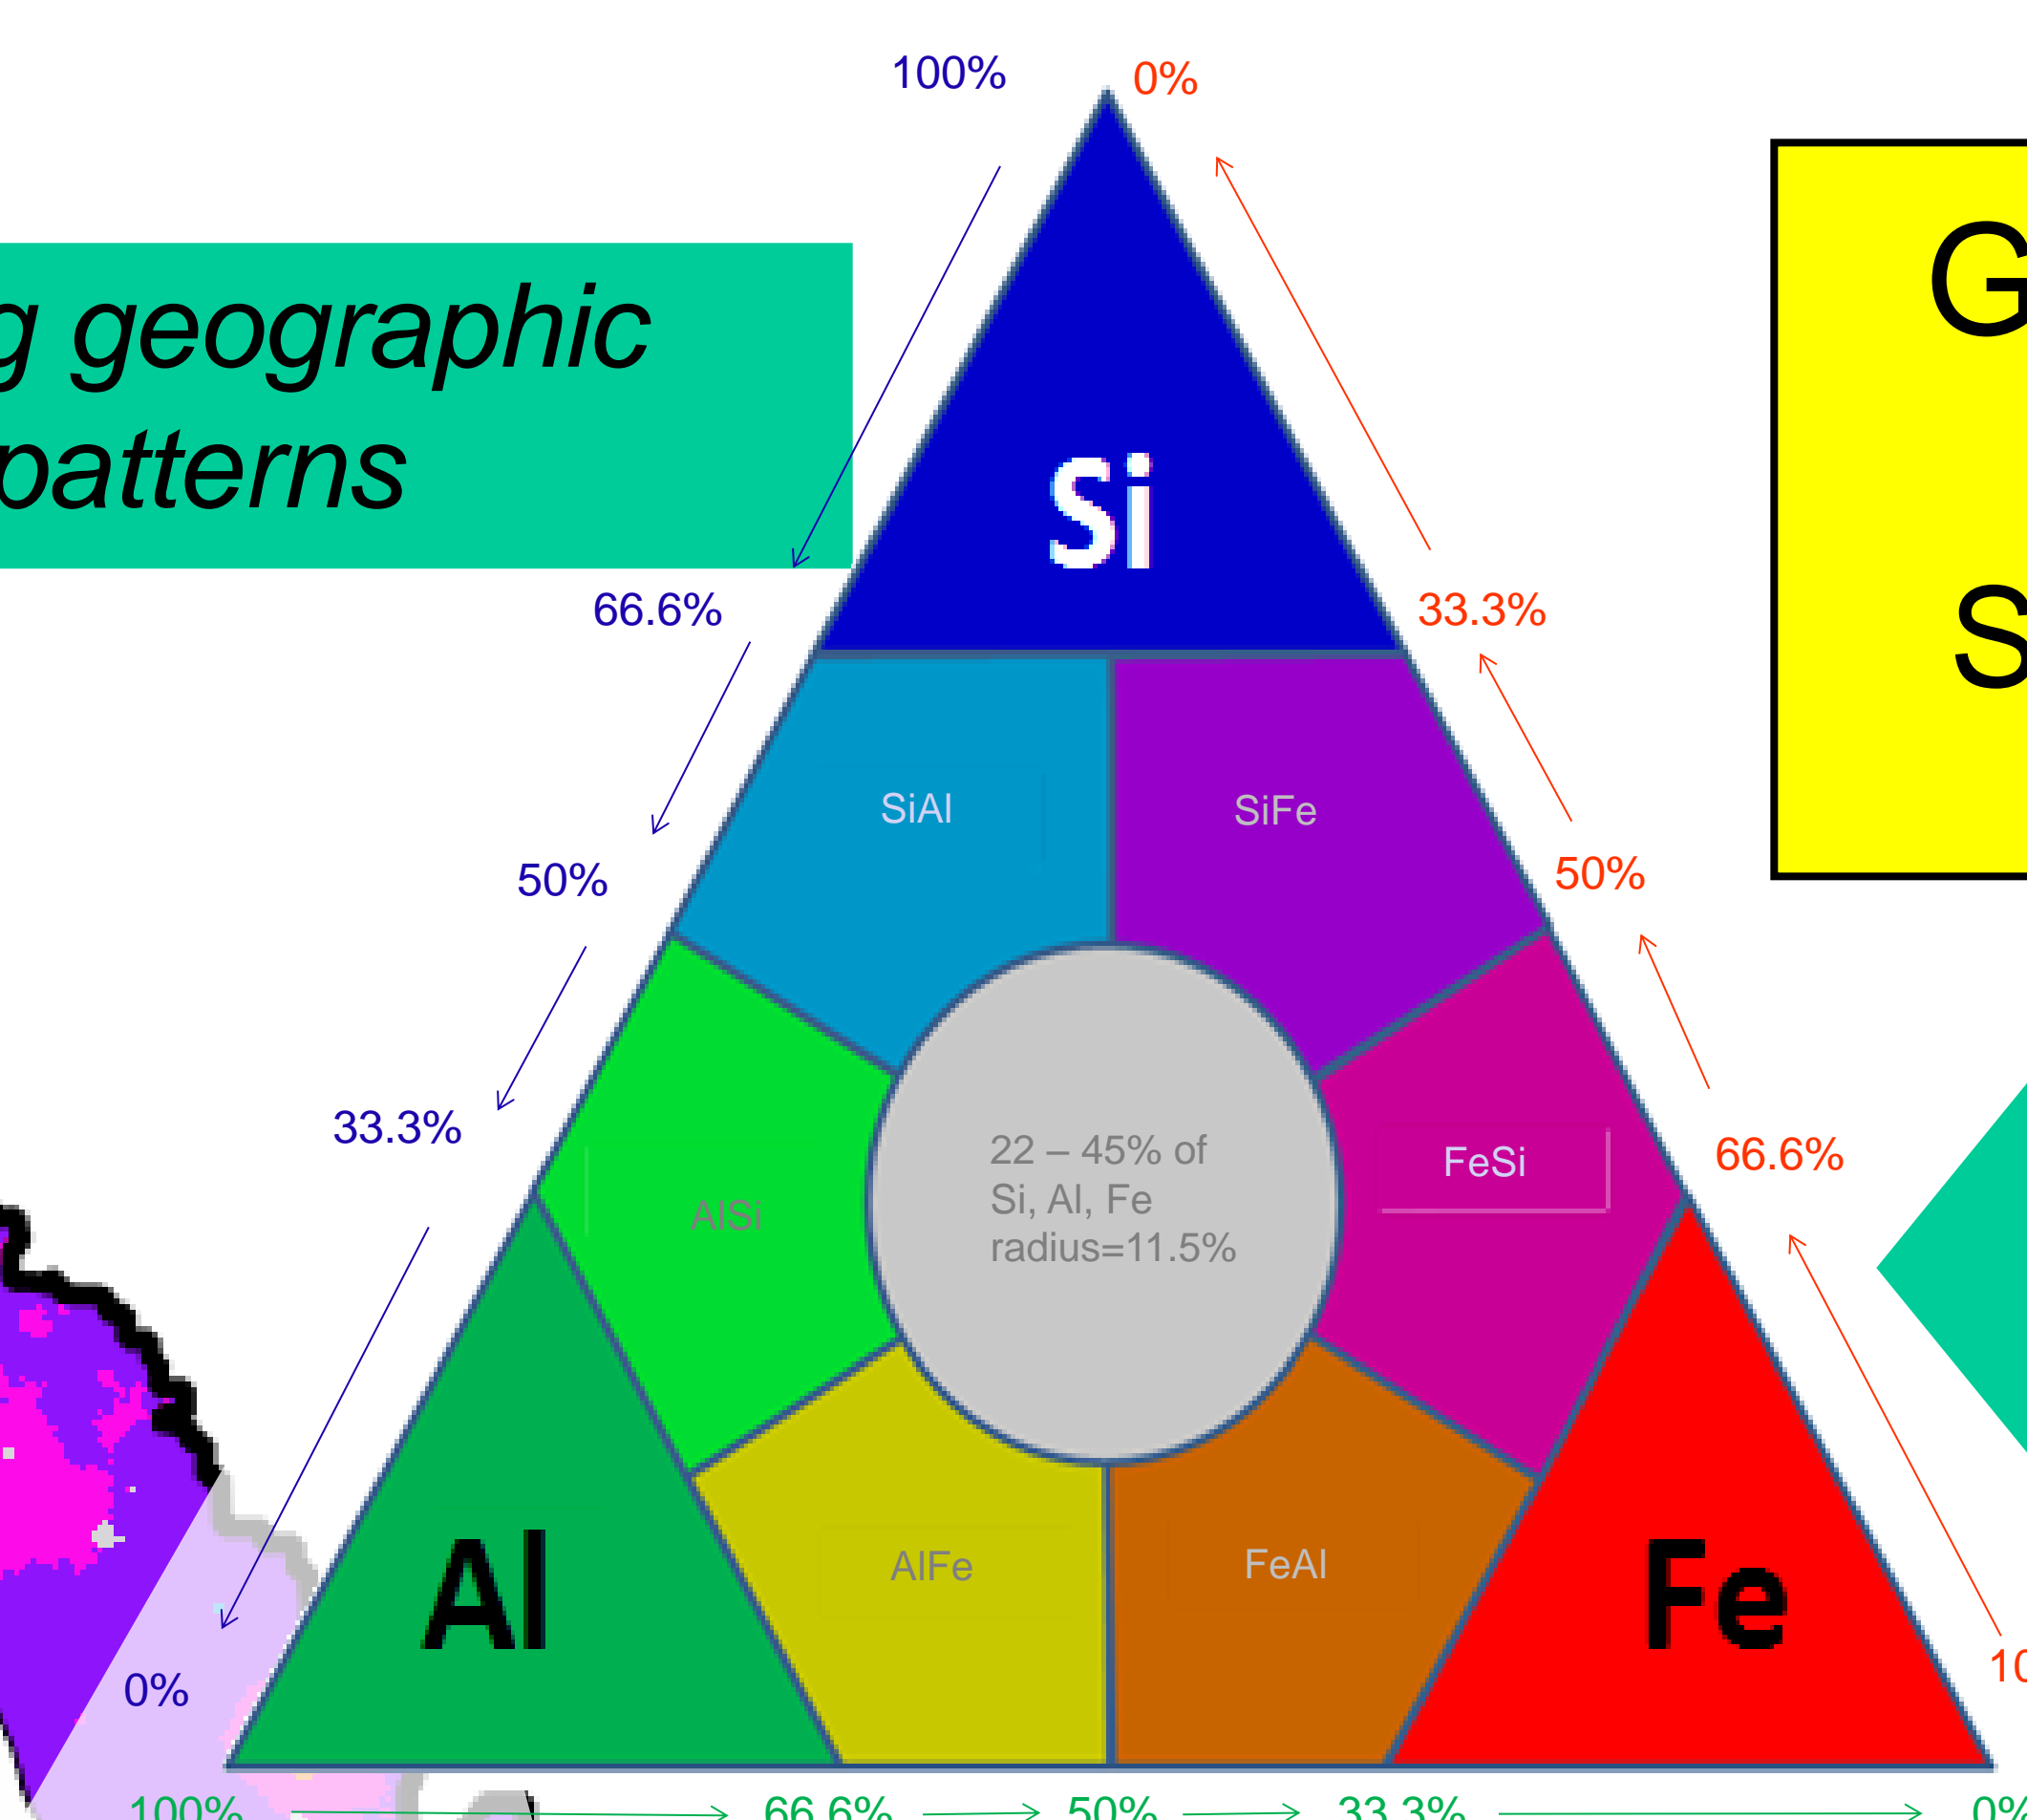 100%
0%
g geographic
patterns
G
Si
S
66.6%
33.3%
SiAl
SiFe
50%
50%
33.3%
22 – 45% of
Si, Al, Fe
radius=11.5%
FeSi
66.6%
AlSi
Al
AlFe
FeAl
Fe
0%
10
100%
66.6%
50%
33.3%
0%